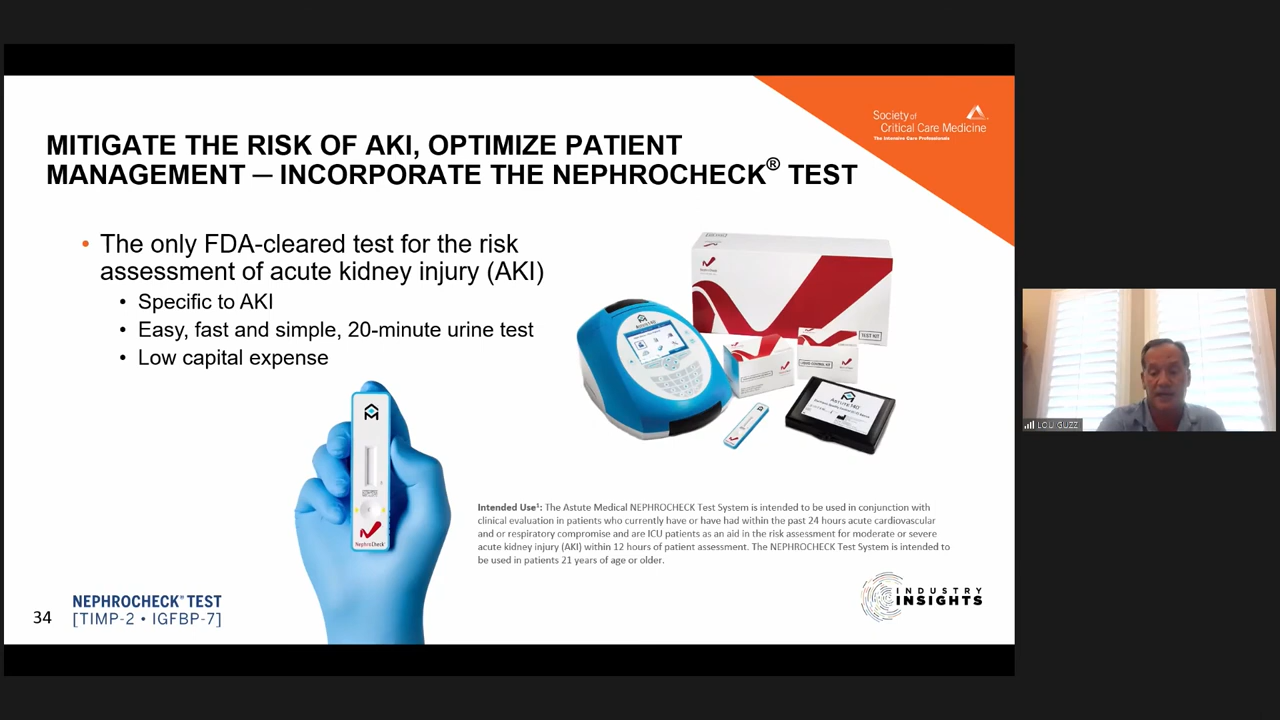 Society of
Critical Care Medicine
The Intensive Care Professionals
MITIGATE THE RISK OF AKI, OPTIMIZE PATIENT
MANAGEMENT — INCORPORATE THE NEPHROCHECK® TEST
• The only FDA-cleared test for the risk
assessment of acute kidney injury (AKI)
• Specific to AKI
• Easy, fast and simple, 20-minute urine test
• Low capital expense
TEST KIT
ASTUTE140
NephroCheck
Intended Use¹: The Astute Medical NEPHROCHECK Test System is intended to be used in conjunction with
clinical evaluation in patients who currently have or have had within the past 24 hours acute cardiovascular
and or respiratory compromise and are ICU patients as an aid in the risk assessment for moderate or severe
acute kidney injury (AKI) within 12 hours of patient assessment. The NEPHROCHECK Test System is intended to
be used in patients 21 years of age or older.
34
NEPHROCHECK® TEST
[TIMP-2 • IGFBP-7]
INDUSTRY
INSIGHTS
LOU GUZZI